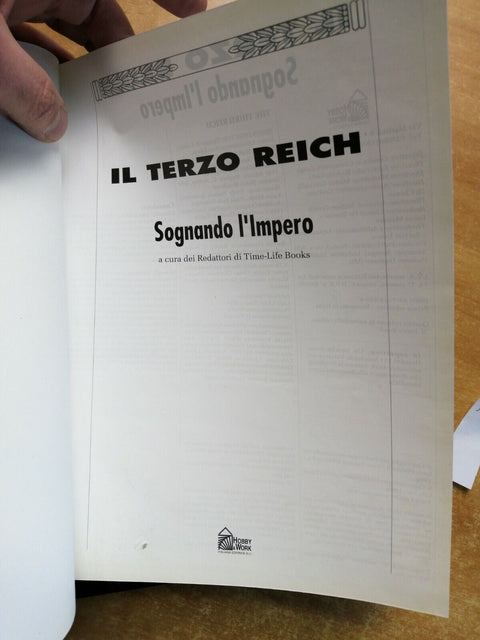 IL TERZO REICH
Sognando l'Impero
a cura dei Redattori di Time-Life Books
HOBBY
& WORK